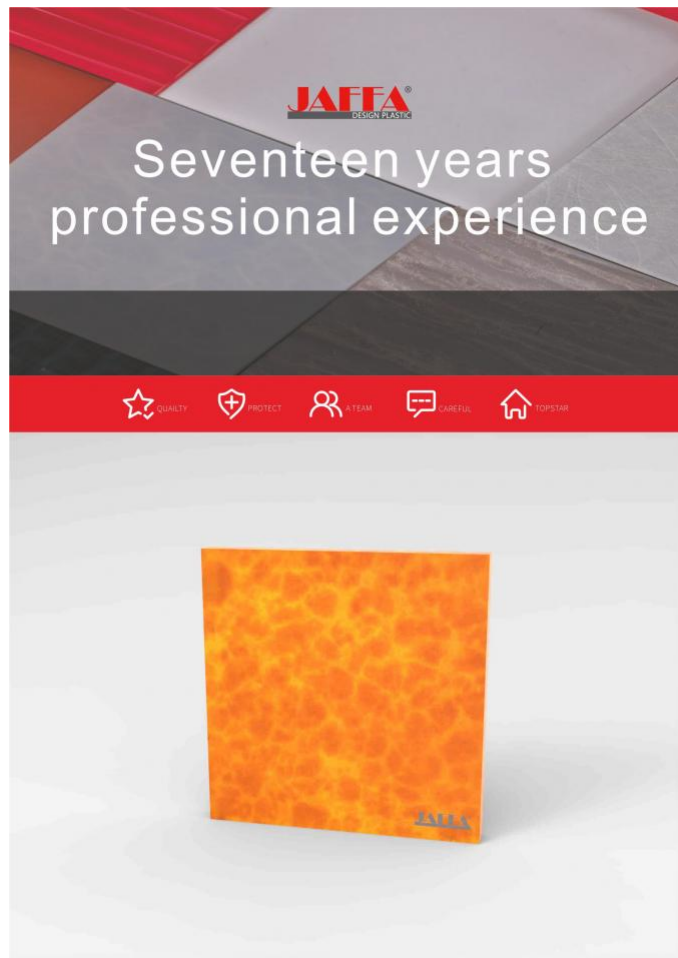 JAFFA®
DESIGN PLASTIC
Seventeen years
professional experience
QUAILTY
PROTECT
A TEAM
CAREFUL
TOPSTAR
JAFFA